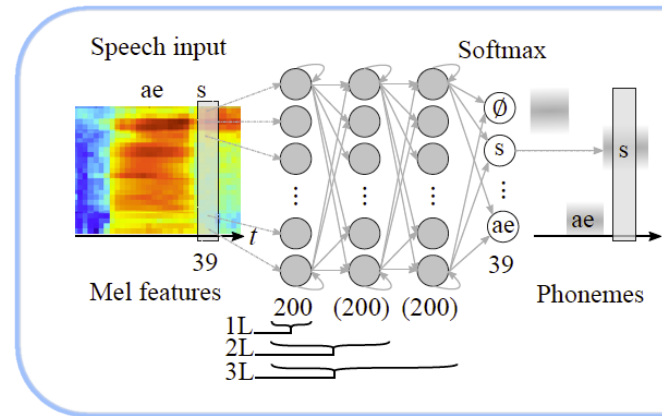 Speech input
Softmax
ae s
Ø
s
s
⋮ ⋮ ⋮ ⋮
ae
ae
t
39
39
Mel features
200 (200) (200)
Phonemes
1L
2L
3L